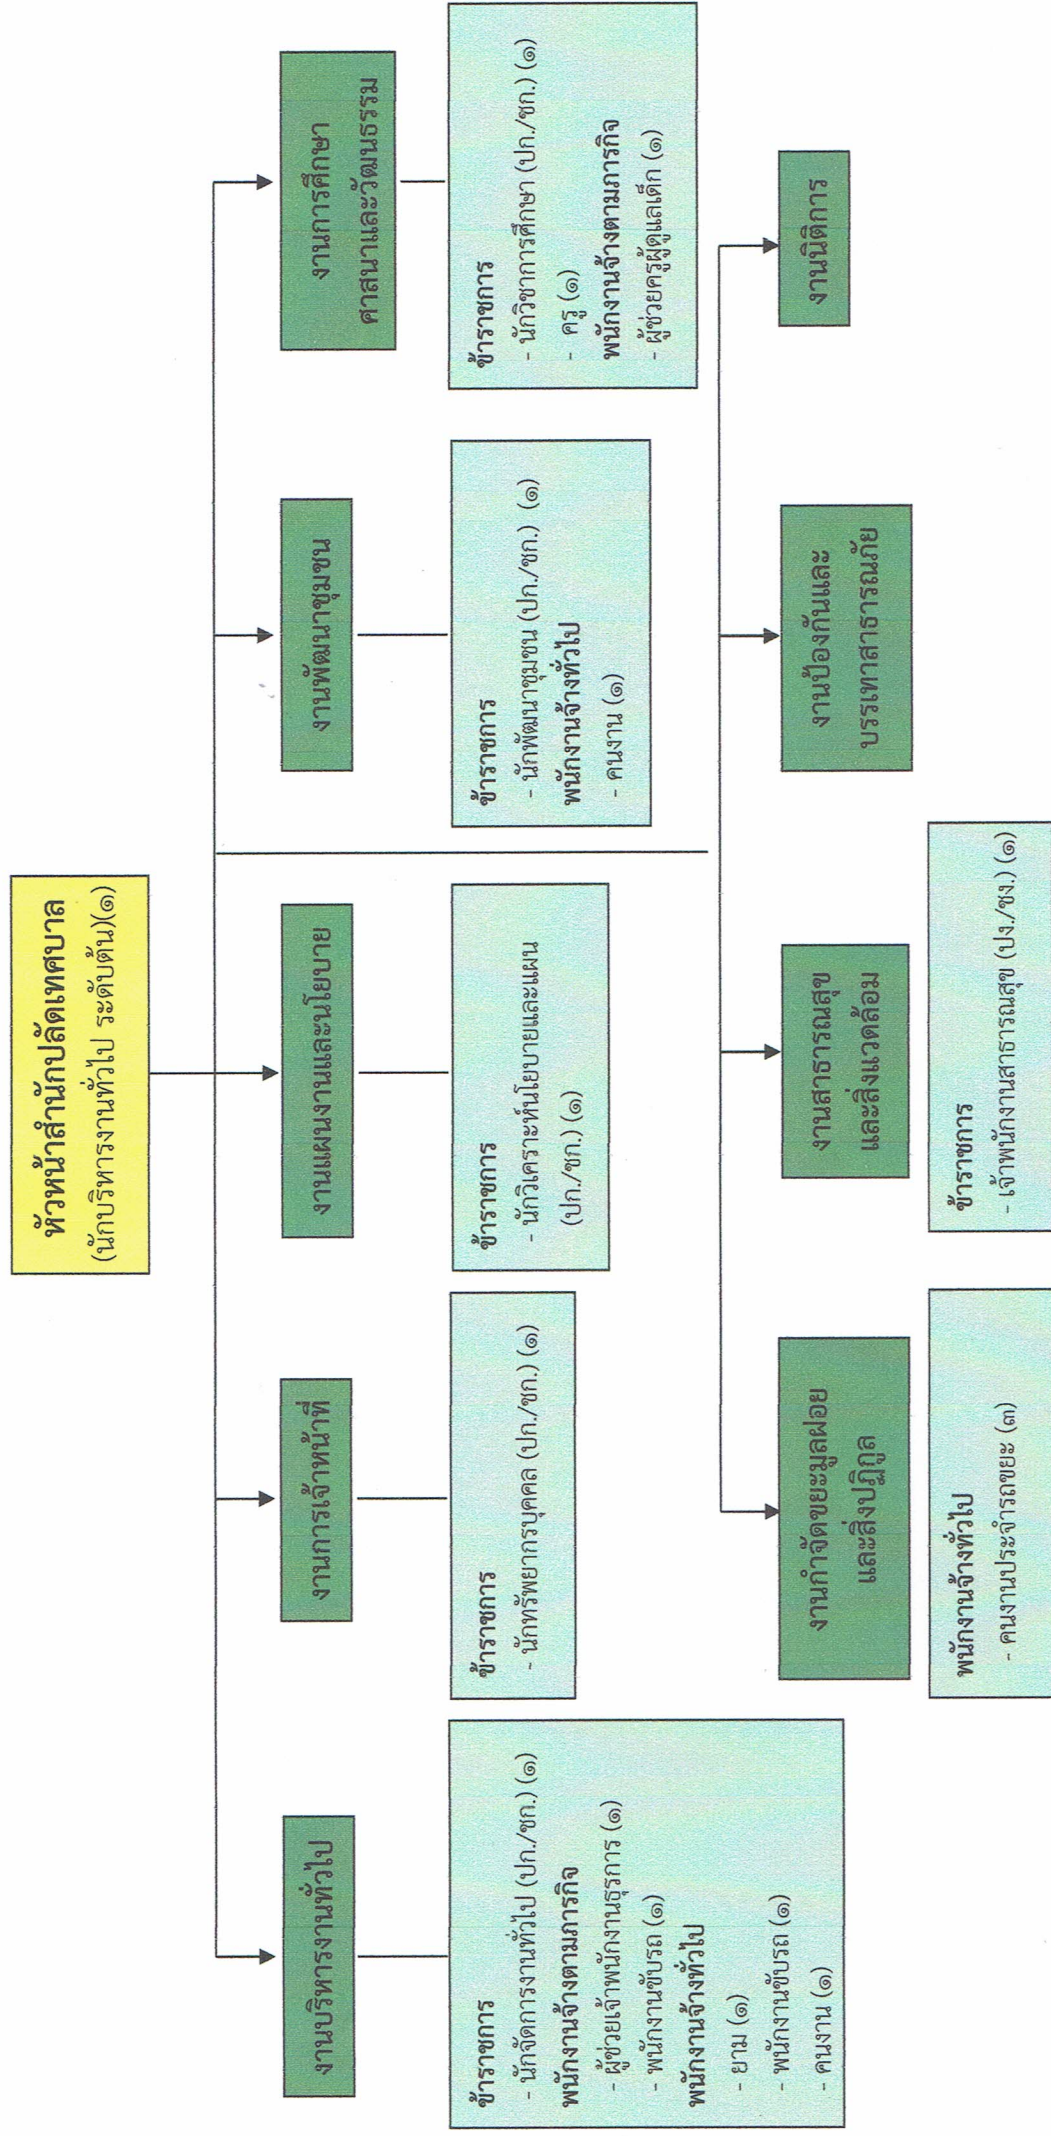 หัวหน้าสำนักปลัดเทศบาล
(นักบริหารงานทั่วไป ระดับต้น)(๑)
งานบริหารงานทั่วไป
ข้าราชการ
- นักจัดการงานทั่วไป (ปก./ชก.) (๑)
พนักงานจ้างตามภารกิจ
- ผู้ช่วยเจ้าพนักงานธุรการ (๑)
- พนักงานขับรถ (๑)
พนักงานจ้างทั่วไป
- ยาม (๑)
- พนักงานขับรถ (๑)
- คนงาน (๑)
งานการเจ้าหน้าที่
ข้าราชการ
- นักทรัพยากรบุคคล (ปก./ชก.) (๑)
งานแผนงานและนโยบาย
ข้าราชการ
- นักวิเคราะห์นโยบายและแผน
(ปก./ชก.) (๑)
งานพัฒนาชุมชน
ข้าราชการ
- นักพัฒนาชุมชน (ปก./ชก.) (๑)
พนักงานจ้างทั่วไป
- คนงาน (๑)
งานการศึกษา
ศาสนาและวัฒนธรรม
ข้าราชการ
- นักวิชาการศึกษา (ปก./ชก.) (๑)
- ครู (๑)
พนักงานจ้างตามภารกิจ
- ผู้ช่วยครูผู้ดูแลเด็ก (๑)
งานกำจัดขยะมูลฝอย
และสิ่งปฏิกูล
พนักงานจ้างทั่วไป
- คนงานประจำรถขยะ (๓)
งานสาธารณสุข
และสิ่งแวดล้อม
ข้าราชการ
- เจ้าพนักงานสาธารณสุข (ปง./ชง.) (๑)
งานป้องกันและ
บรรเทาสาธารณภัย
งานนิติการ